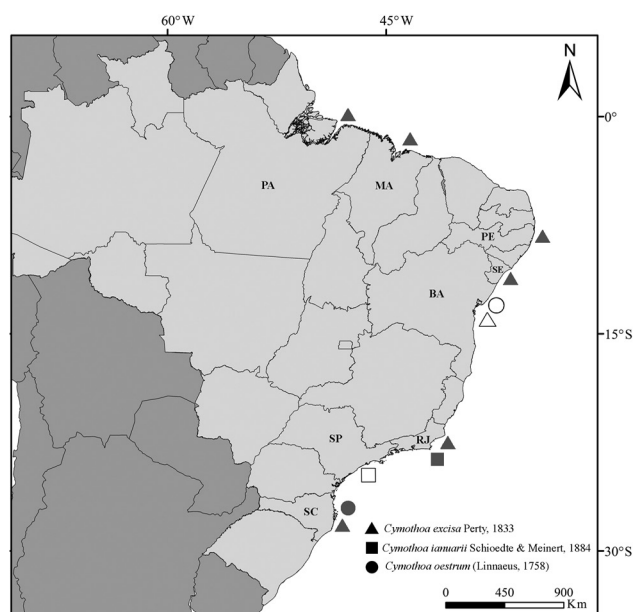 60°W 45°W
N
0°
PA MA
PE
SE
BA
15°S
SP RJ
SC
Cymothoa excisa Perty, 1833
Cymothoa ianuarii Schioedte & Meinert, 1884
Cymothoa oestrum (Linnaeus, 1758)
30°S
0 450 900
Km